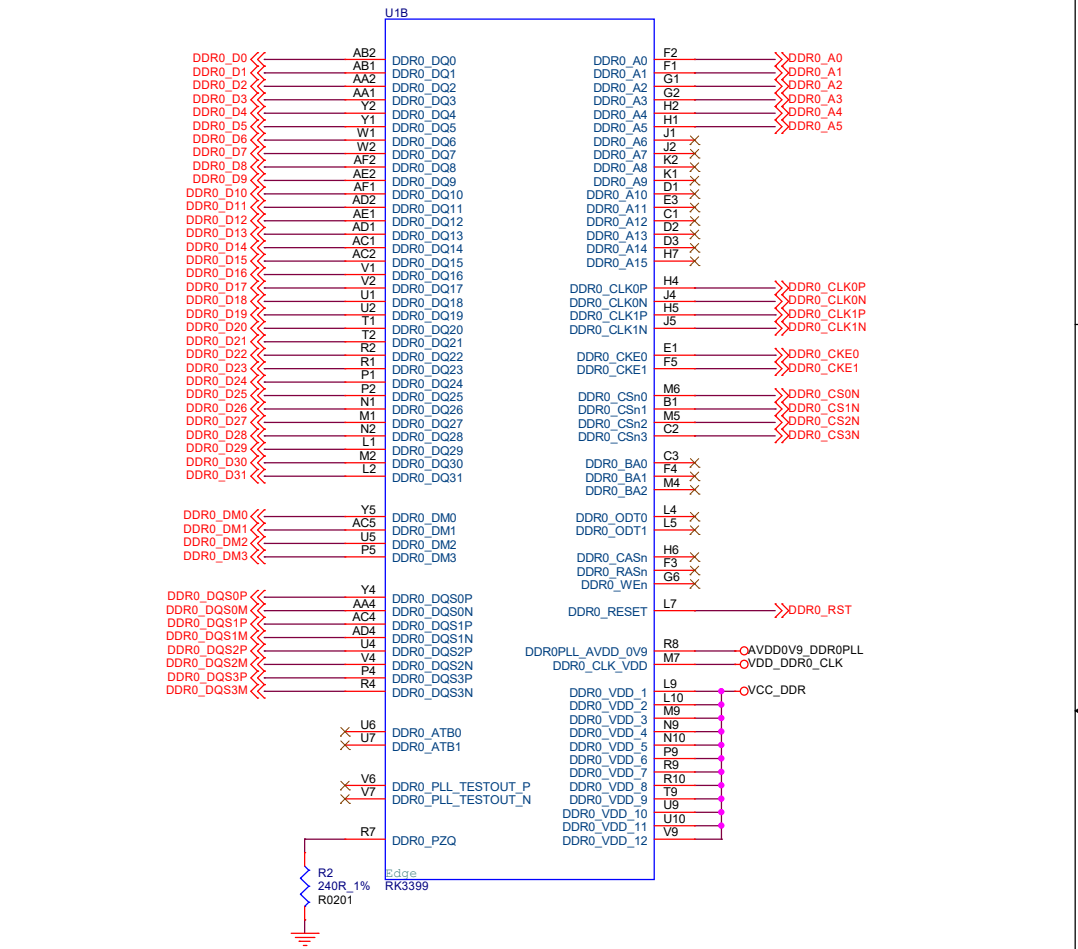 U1B
DDR0_D0 AB2 DDR0_DQ0 DDR0_A0 F2 DDR0_A0
DDR0_D1 AB1 DDR0_DQ1 DDR0_A1 F1 DDR0_A1
DDR0_D2 AA2 DDR0_DQ2 DDR0_A2 G1 DDR0_A2
DDR0_D3 AA1 DDR0_DQ3 DDR0_A3 G2 DDR0_A3
DDR0_D4 Y2 DDR0_DQ4 DDR0_A4 H2 DDR0_A4
DDR0_D5 Y1 DDR0_DQ5 DDR0_A5 H1 DDR0_A5
DDR0_D6 W1 DDR0_DQ6 DDR0_A6 J1
DDR0_D7 W2 DDR0_DQ7 DDR0_A7 J2
DDR0_D8 AF2 DDR0_DQ8 DDR0_A8 K2
DDR0_D9 AE2 DDR0_DQ9 DDR0_A9 K1
DDR0_D10 AF1 DDR0_DQ10 DDR0_A10 D1
DDR0_D11 AD2 DDR0_DQ11 DDR0_A11 E3
DDR0_D12 AE1 DDR0_DQ12 DDR0_A12 C1
DDR0_D13 AD1 DDR0_DQ13 DDR0_A13 D2
DDR0_D14 AC1 DDR0_DQ14 DDR0_A14 D3
DDR0_D15 AC2 DDR0_DQ15 DDR0_A15 H7
DDR0_D16 V1 DDR0_DQ16
DDR0_D17 V2 DDR0_DQ17 DDR0_CLK0P H4 DDR0_CLK0P
DDR0_D18 U1 DDR0_DQ18 DDR0_CLK0N J4 DDR0_CLK0N
DDR0_D19 U2 DDR0_DQ19 DDR0_CLK1P H5 DDR0_CLK1P
DDR0_D20 T1 DDR0_DQ20 DDR0_CLK1N J5 DDR0_CLK1N
DDR0_D21 T2 DDR0_DQ21
DDR0_D22 R2 DDR0_DQ22 DDR0_CKE0 E1 DDR0_CKE0
DDR0_D23 R1 DDR0_DQ23 DDR0_CKE1 F5 DDR0_CKE1
DDR0_D24 P1 DDR0_DQ24
DDR0_D25 P2 DDR0_DQ25 DDR0_CSn0 M6 DDR0_CS0N
DDR0_D26 N1 DDR0_DQ26 DDR0_CSn1 B1 DDR0_CS1N
DDR0_D27 M1 DDR0_DQ27 DDR0_CSn2 M5 DDR0_CS2N
DDR0_D28 N2 DDR0_DQ28 DDR0_CSn3 C2 DDR0_CS3N
DDR0_D29 L1 DDR0_DQ29
DDR0_D30 M2 DDR0_DQ30 DDR0_BA0 C3
DDR0_D31 L2 DDR0_DQ31 DDR0_BA1 F4
DDR0_BA2 M4
DDR0_DM0 Y5 DDR0_DM0 DDR0_ODT0 L4
DDR0_DM1 AC5 DDR0_DM1 DDR0_ODT1 L5
DDR0_DM2 U5 DDR0_DM2
DDR0_DM3 P5 DDR0_DM3 DDR0_CASn H6
DDR0_RASn F3
DDR0_WEn G6
DDR0_DQS0P Y4 DDR0_DQS0P
DDR0_DQS0M AA4 DDR0_DQS0N DDR0_RESET L7 DDR0_RST
DDR0_DQS1P AC4 DDR0_DQS1P
DDR0_DQS1M AD4 DDR0_DQS1N
DDR0_DQS2P U4 DDR0_DQS2P DDR0PLL_AVDD_0V9 R8 AVDD0V9_DDR0PLL
DDR0_DQS2M V4 DDR0_DQS2N DDR0_CLK_VDD M7 VDD_DDR0_CLK
DDR0_DQS3P P4 DDR0_DQS3P
DDR0_DQS3M R4 DDR0_DQS3N DDR0_VDD_1 L9 VCC_DDR
DDR0_VDD_2 L10
DDR0_VDD_3 M9
U6 DDR0_ATB0 DDR0_VDD_4 N9
U7 DDR0_ATB1 DDR0_VDD_5 N10
DDR0_VDD_6 P9
DDR0_VDD_7 R9
V6 DDR0_PLL_TESTOUT_P DDR0_VDD_8 R10
V7 DDR0_PLL_TESTOUT_N DDR0_VDD_9 T9
DDR0_VDD_10 U9
DDR0_VDD_11 U10
R7 DDR0_PZQ DDR0_VDD_12 V9
R2 Edge
240R_1% RK3399
R0201